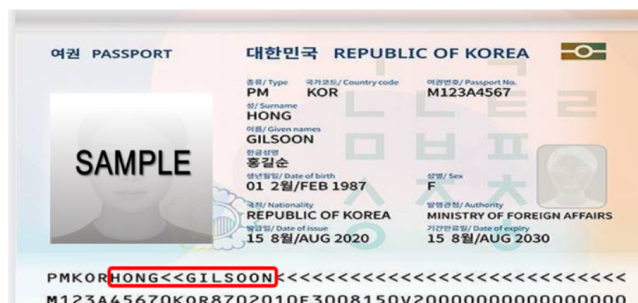 여권 PASSPORT
대한민국 REPUBLIC OF KOREA
종류/ Type 국가코드/ Country code 여권번호/ Passport No.
PM KOR M123A4567
성/ Surname
HONG
이름/ Given names
GILSOON
한글성명
홍길순
생년월일/ Date of birth 성별/ Sex
01 2월/FEB 1987 F
국적/ Nationality 발행관청/ Authority
REPUBLIC OF KOREA MINISTRY OF FOREIGN AFFAIRS
발급일/ Date of issue 기간만료일/ Date of expiry
15 8월/AUG 2020 15 8월/AUG 2030
SAMPLE
PMKORHONG<<GILSOON<<<<<<<<<<<<<<<<<<<<<<<<<<